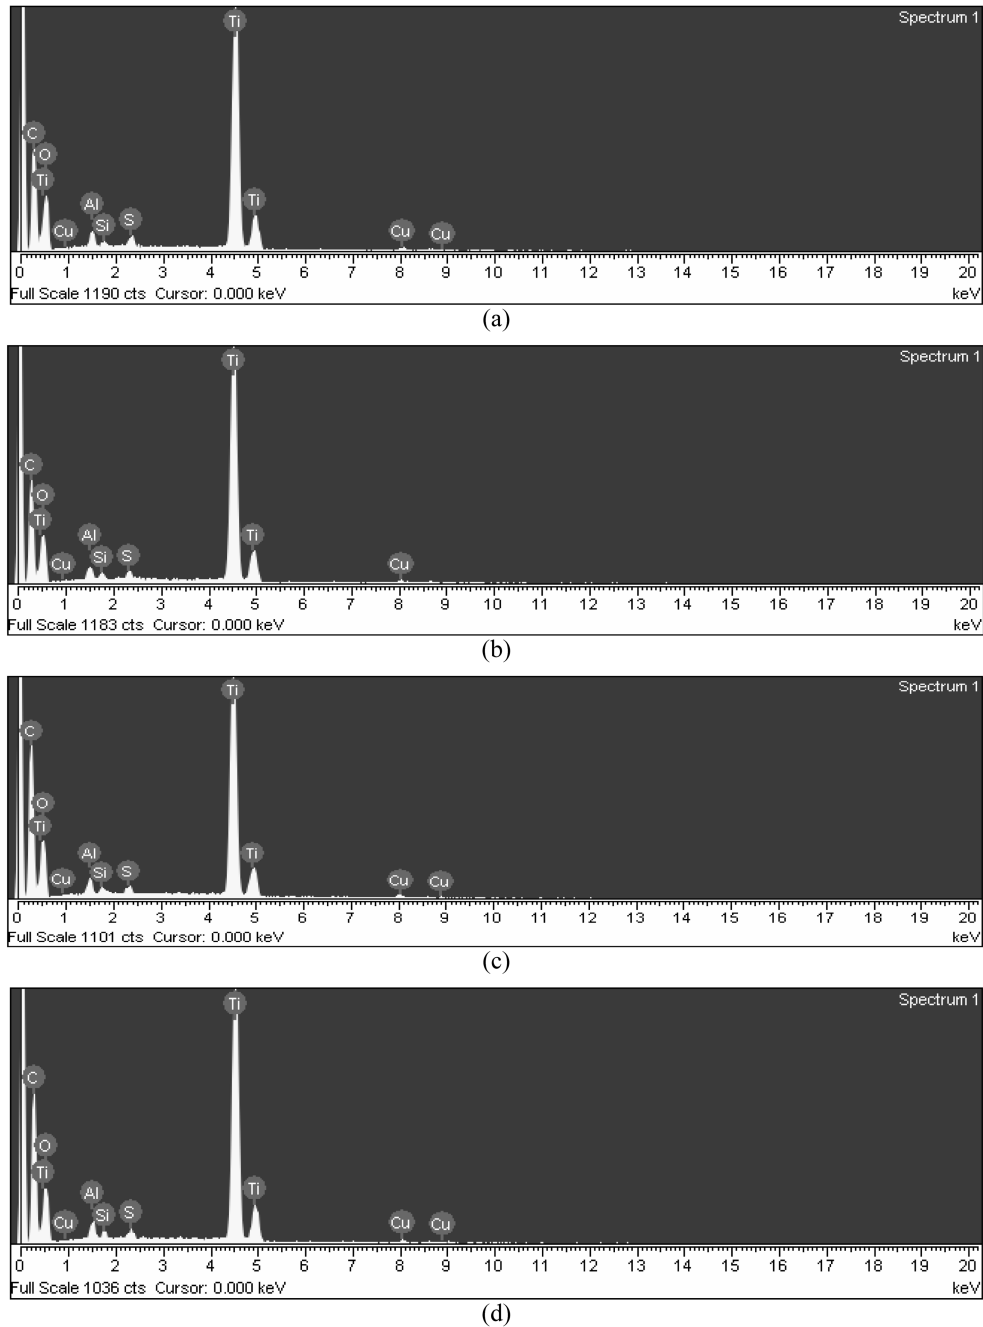 Spectrum 1
Ti
C
O
Ti
Al
Ti
Cu
Si
S
Cu
Cu
0 1 2 3 4 5 6 7 8 9 10 11 12 13 14 15 16 17 18 19 20
Full Scale 1190 cts Cursor: 0.000 keV keV
(a)
Spectrum 1
Ti
C
O
Ti
Al
Ti
Cu
Si
S
Cu
0 1 2 3 4 5 6 7 8 9 10 11 12 13 14 15 16 17 18 19 20
Full Scale 1183 cts Cursor: 0.000 keV keV
(b)
Spectrum 1
Ti
C
O
Ti
Al
Ti
Cu
Si
S
Cu
Cu
0 1 2 3 4 5 6 7 8 9 10 11 12 13 14 15 16 17 18 19 20
Full Scale 1101 cts Cursor: 0.000 keV keV
(c)
Spectrum 1
Ti
C
O
Ti
Al
Ti
Cu
Si
S
Cu
Cu
0 1 2 3 4 5 6 7 8 9 10 11 12 13 14 15 16 17 18 19 20
Full Scale 1036 cts Cursor: 0.000 keV keV
(d)